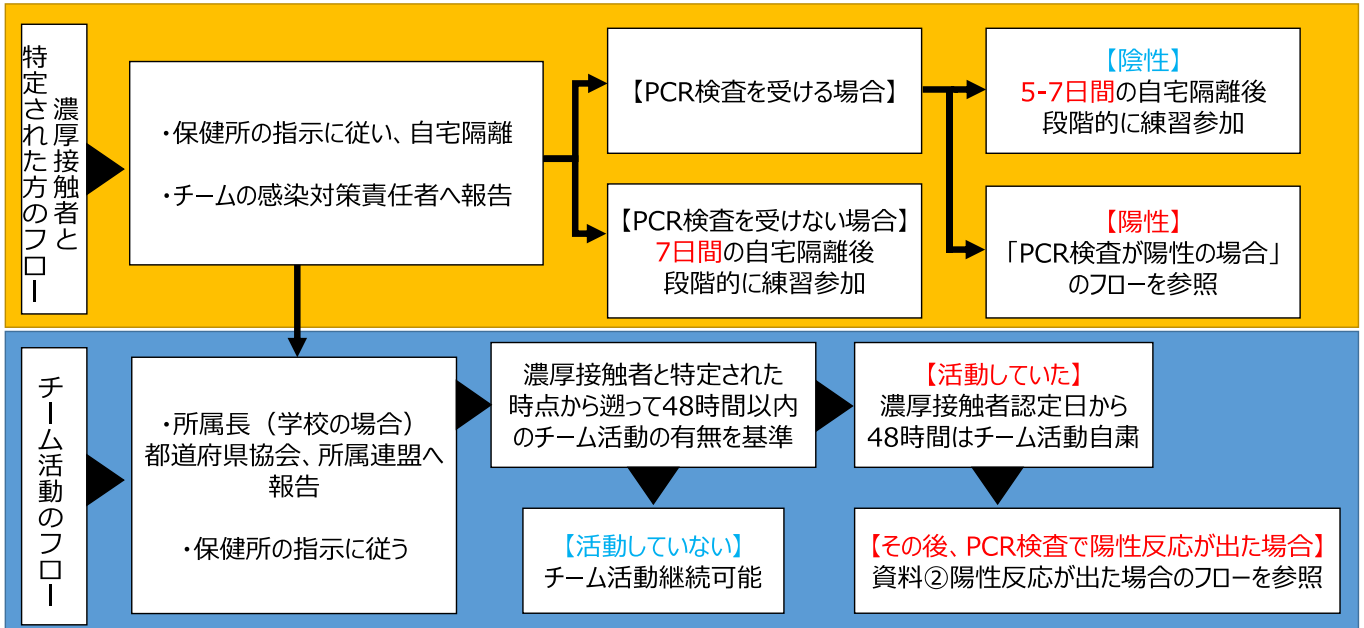 濃厚接触者と
特定された方のフロー
・保健所の指示に従い、自宅隔離
・チームの感染対策責任者へ報告
【PCR検査を受ける場合】
【陰性】
5-7日間の自宅隔離後
段階的に練習参加
【PCR検査を受けない場合】
7日間の自宅隔離後
段階的に練習参加
【陽性】
「PCR検査が陽性の場合」
のフローを参照
チーム活動のフロー
・所属長（学校の場合）
都道府県協会、所属連盟へ
報告
・保健所の指示に従う
濃厚接触者と特定された
時点から遡って48時間以内
のチーム活動の有無を基準
【活動していた】
濃厚接触者認定日から
48時間はチーム活動自粛
【活動していない】
チーム活動継続可能
【その後、PCR検査で陽性反応が出た場合】
資料②陽性反応が出た場合のフローを参照